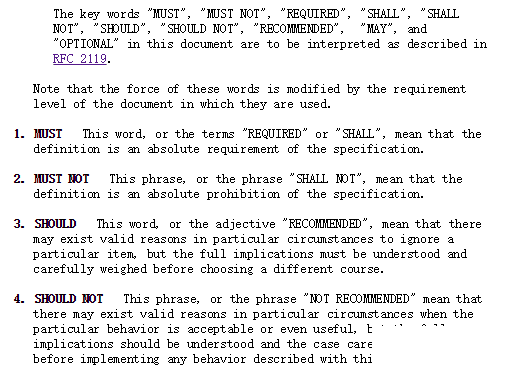 The key words "MUST", "MUST NOT", "REQUIRED", "SHALL", "SHALL
NOT", "SHOULD", "SHOULD NOT", "RECOMMENDED", "MAY", and
"OPTIONAL" in this document are to be interpreted as described in
RFC 2119.
Note that the force of these words is modified by the requirement
level of the document in which they are used.
1. MUST This word, or the terms "REQUIRED" or "SHALL", mean that the
definition is an absolute requirement of the specification.
2. MUST NOT This phrase, or the phrase "SHALL NOT", mean that the
definition is an absolute prohibition of the specification.
3. SHOULD This word, or the adjective "RECOMMENDED", mean that there
may exist valid reasons in particular circumstances to ignore a
particular item, but the full implications must be understood and
carefully weighed before choosing a different course.
4. SHOULD NOT This phrase, or the phrase "NOT RECOMMENDED" mean that
there may exist valid reasons in particular circumstances when the
particular behavior is acceptable or even useful,
implications should be understood and the case
before implementing any behavior described with